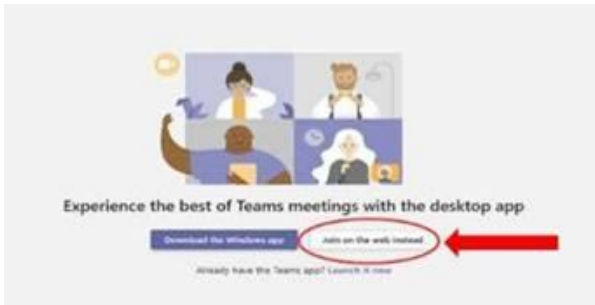 Experience the best of Teams meetings with the desktop app
Download the Windows app
Join on the web instead
Already have the Teams app? Launch it now